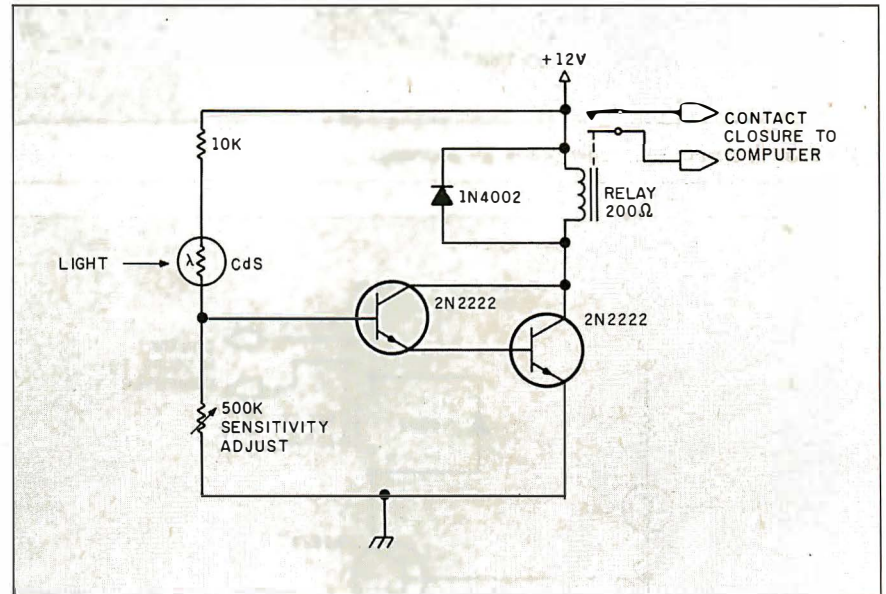 +12V
CONTACT
CLOSURE TO
COMPUTER
10K
1N4002
RELAY
200Ω
LIGHT
λ
CdS
2N2222
2N2222
500K
SENSITIVITY
ADJUST